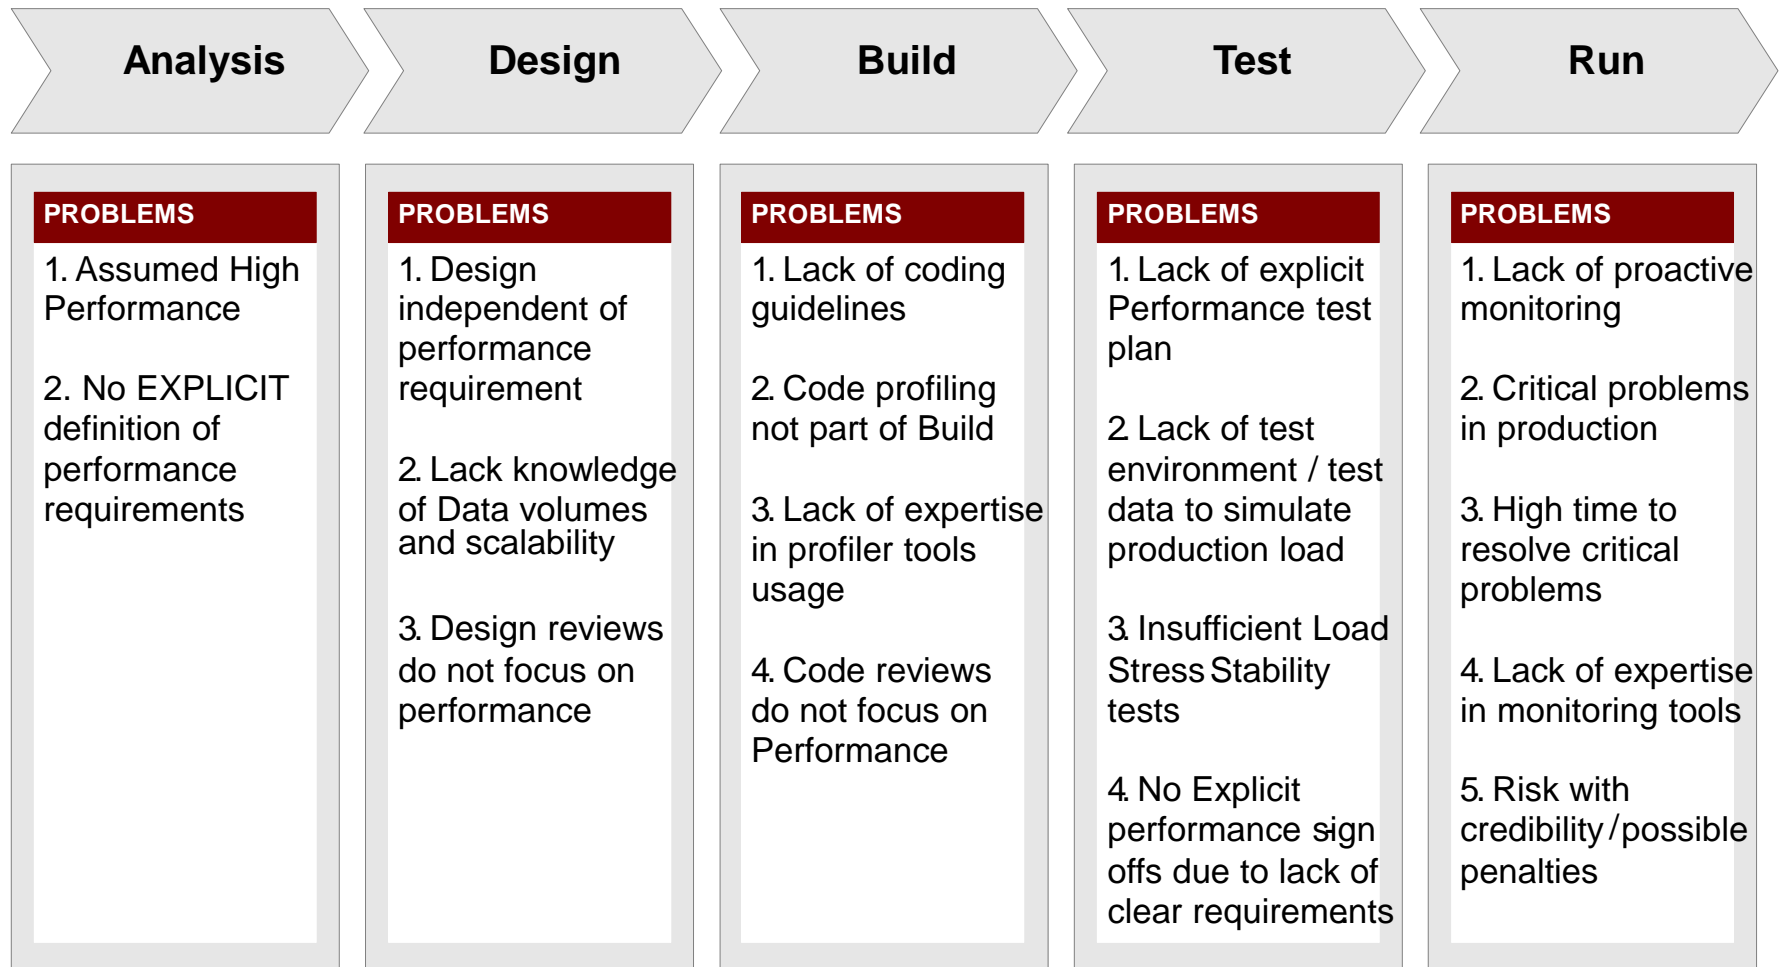 Analysis
Design
Build
Test
Run
PROBLEMS
1. Assumed High
Performance
2. No EXPLICIT
definition of
performance
requirements
PROBLEMS
1. Design
independent of
performance
requirement
2. Lack knowledge
of Data volumes
and scalability
3. Design reviews
do not focus on
performance
PROBLEMS
1. Lack of coding
guidelines
2. Code profiling
not part of Build
3. Lack of expertise
in profiler tools
usage
4. Code reviews
do not focus on
Performance
PROBLEMS
1. Lack of explicit
Performance test
plan
2. Lack of test
environment / test
data to simulate
production load
3. Insufficient Load
Stress Stability
tests
4. No Explicit
performance sign-
offs due to lack of
clear requirements
PROBLEMS
1. Lack of proactive
monitoring
2. Critical problems
in production
3. High time to
resolve critical
problems
4. Lack of expertise
in monitoring tools
5. Risk with
credibility / possible
penalties